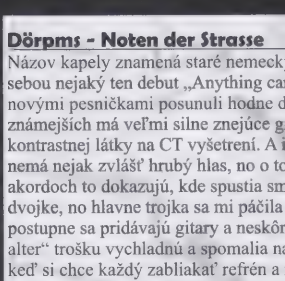 Dörpms - Noten der Strasse
Názov kapely znamená staré nemecky
sebou nejaký ten debut „Anything can
novými pesničkami posunuli hodne d
známejších má veľmi silne znejúce g
kontrastnej látky na CT vyšetrení. A i
nemá nejak zvlášť hrubý hlas, no o to
akordoch to dokazujú, kde spustia sm
dvojke, no hlavne trojka sa mi páčila
postupne sa pridávajú gitary a neskôr
alter“ trošku vychladnú a spomalia na
keď si chce každý zabliakať refrén a